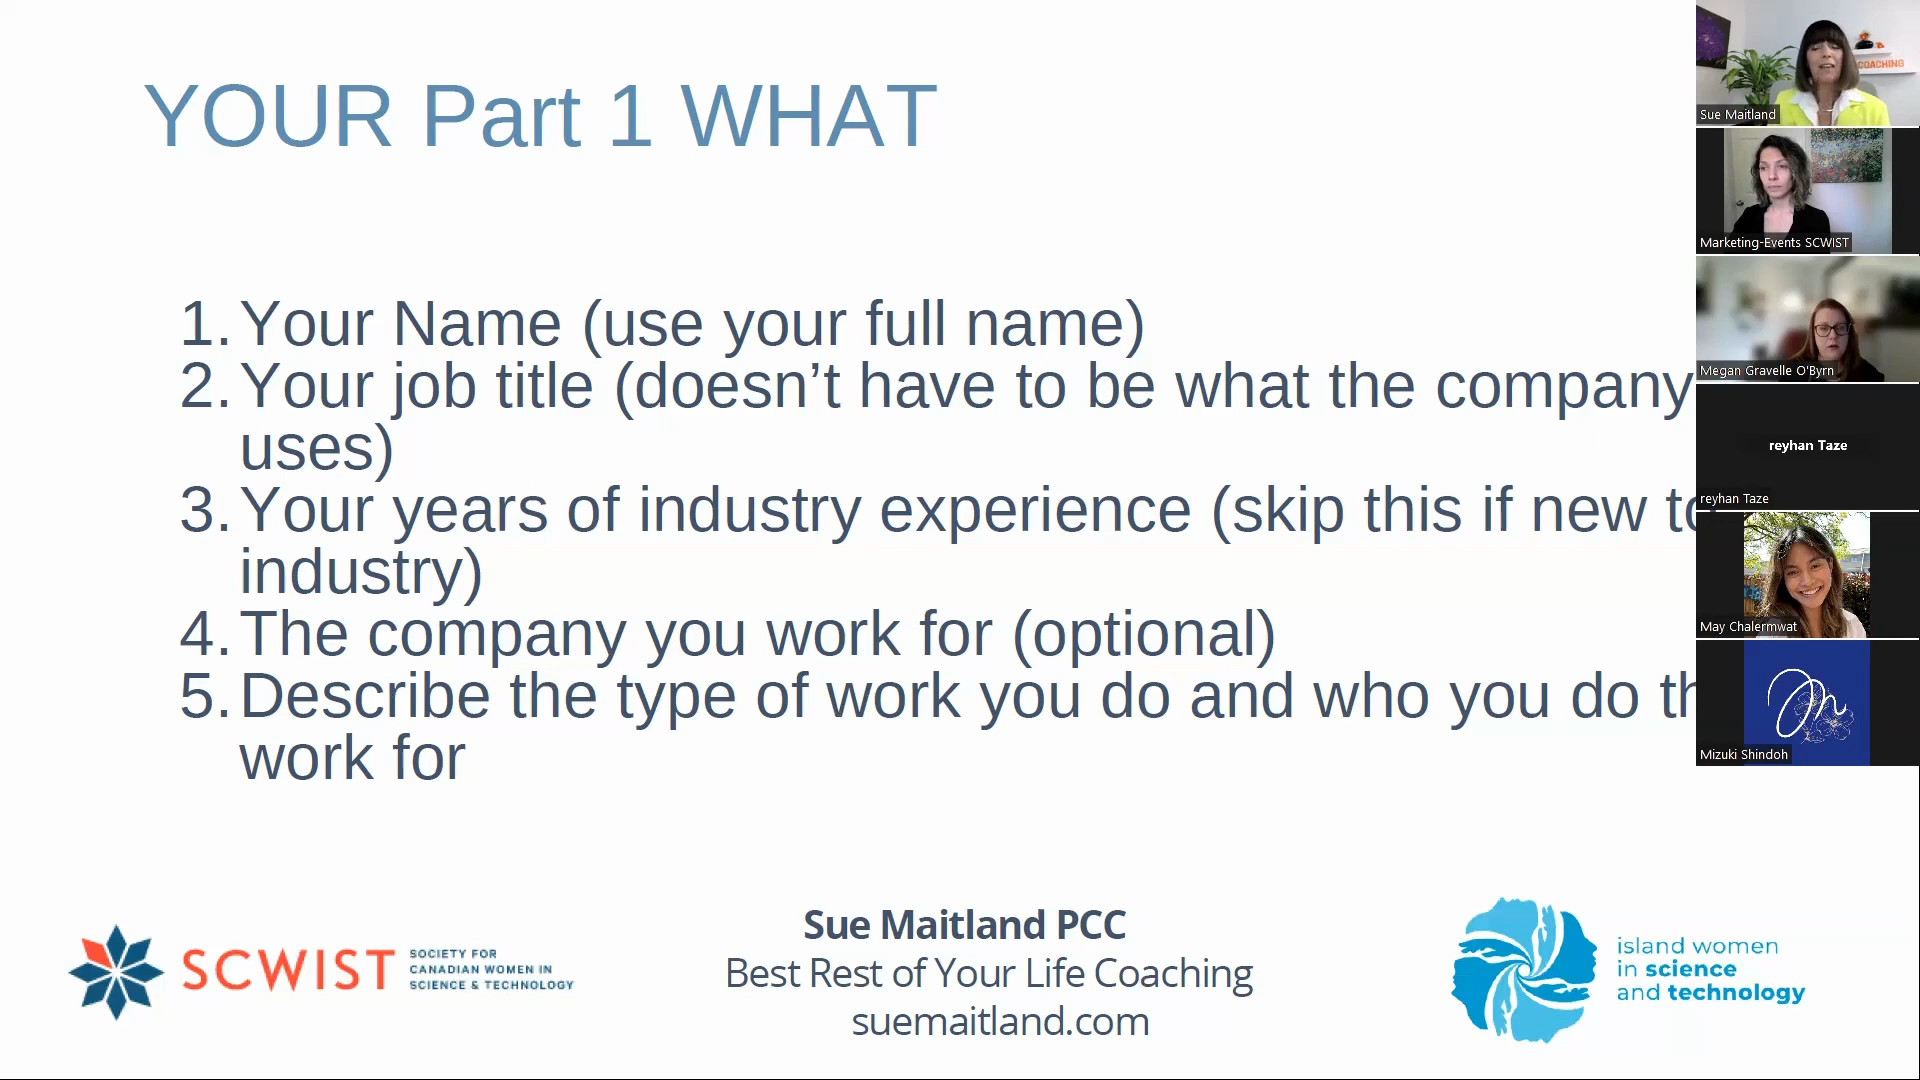 YOUR Part 1 WHAT
1. Your Name (use your full name)
2. Your job title (doesn’t have to be what the company
uses)
3. Your years of industry experience (skip this if new to
industry)
4. The company you work for (optional)
5. Describe the type of work you do and who you do th
work for
SCWIST
SOCIETY FOR
CANADIAN WOMEN IN
SCIENCE & TECHNOLOGY
Sue Maitland PCC
Best Rest of Your Life Coaching
suemaitland.com
island women
in science
and technology
COACHING
Sue Maitland
Marketing-Events SCWIST
Megan Gravelle O'Byrn
reyhan Taze
reyhan Taze
May Chalermwat
Mizuki Shindoh